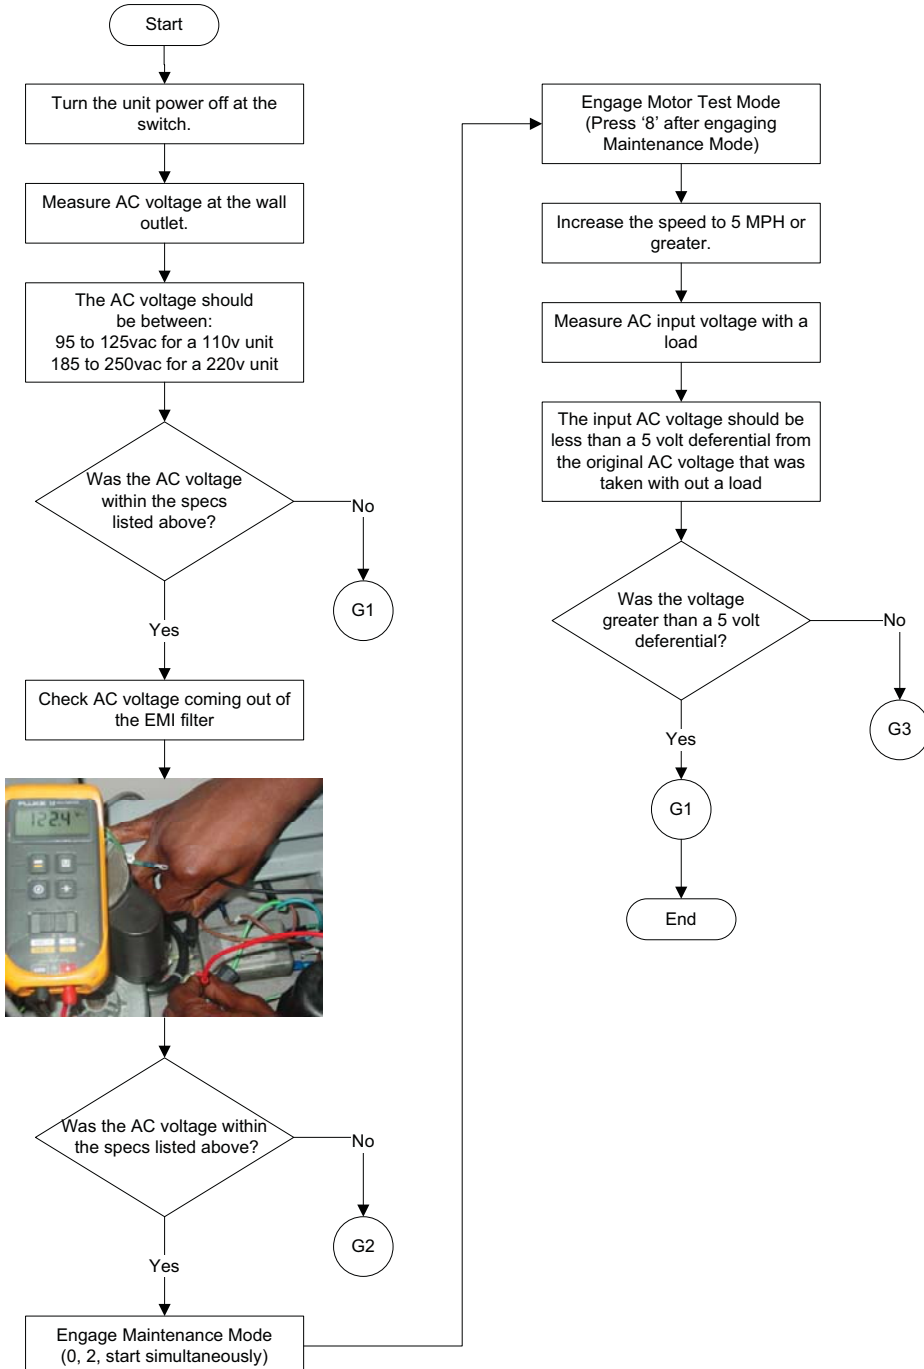 Start
Turn the unit power off at the
switch.
Measure AC voltage at the wall
outlet.
The AC voltage should
be between:
95 to 125vac for a 110v unit
185 to 250vac for a 220v unit
Was the AC voltage
within the specs
listed above?
No
G1
Yes
Check AC voltage coming out of
the EMI filter
FLUKE
122.4
Was the AC voltage within
the specs listed above?
No
G2
Yes
Engage Maintenance Mode
(0, 2, start simultaneously)
Engage Motor Test Mode
(Press ‘8’ after engaging
Maintenance Mode)
Increase the speed to 5 MPH or
greater.
Measure AC input voltage with a
load
The input AC voltage should be
less than a 5 volt deferential from
the original AC voltage that was
taken with out a load
Was the voltage
greater than a 5 volt
deferential?
No
G3
Yes
G1
End